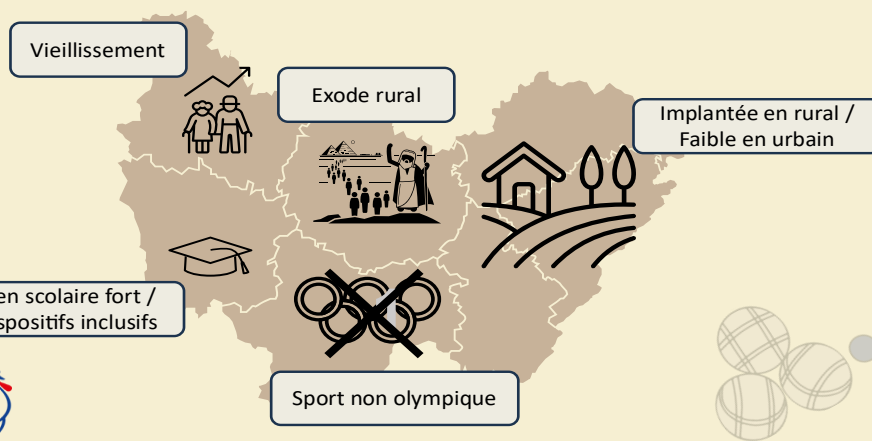 Vieillissement
Exode rural
Implantée en rural /
Faible en urbain
en scolaire fort /
spositifs inclusifs
Sport non olympique